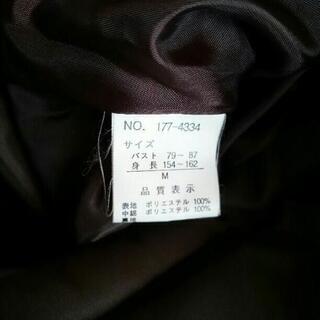 NO. 177-4334
サイズ
バスト 79～87
身長 154～162
M
品質表示
表地 ポリエステル 100%
中綿 ポリエステル 100%